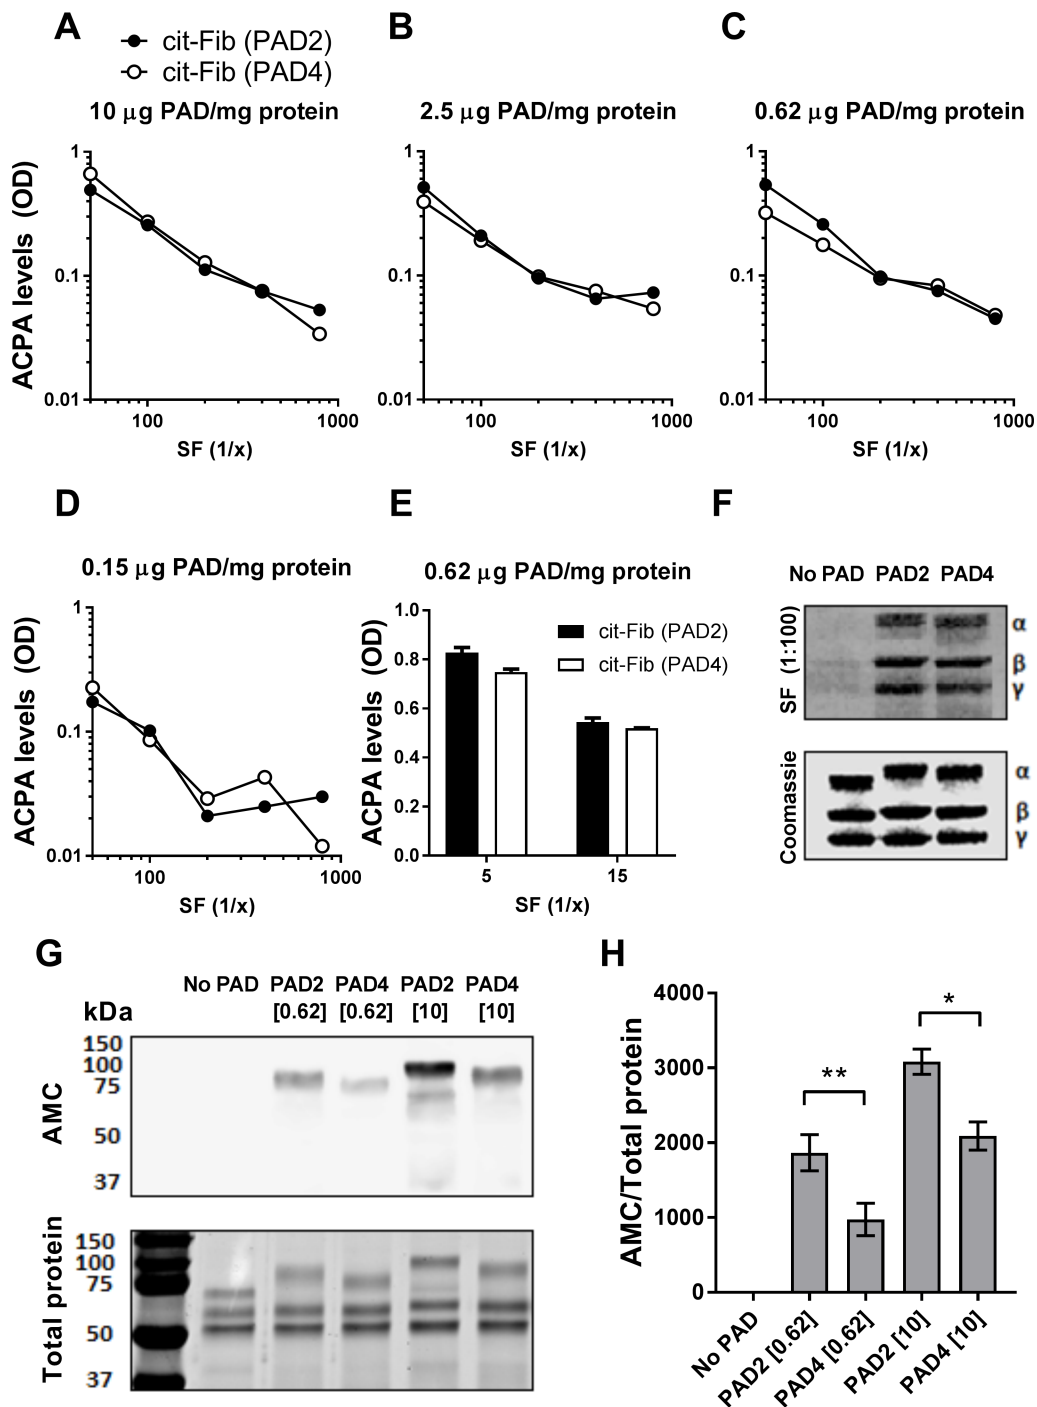 A
cit-Fib (PAD2)
cit-Fib (PAD4)
10 µg PAD/mg protein
ACPA levels (OD)
1
0.1
0.01
100
1000
SF (1/x)
B
2.5 µg PAD/mg protein
1
0.1
0.01
100
1000
SF (1/x)
C
0.62 µg PAD/mg protein
1
0.1
0.01
100
1000
SF (1/x)
D
0.15 µg PAD/mg protein
ACPA levels (OD)
1
0.1
0.01
100
1000
SF (1/x)
E
0.62 µg PAD/mg protein
ACPA levels (OD)
1.0
0.8
0.6
0.4
0.2
0.0
cit-Fib (PAD2)
cit-Fib (PAD4)
5
15
SF (1/x)
F
No PAD PAD2 PAD4
SF (1:100)
α
β
γ
Coomassie
α
β
γ
G
No PAD PAD2 PAD4 PAD2 PAD4
[0.62] [0.62] [10] [10]
kDa
AMC
150
100
75
50
37
Total protein
150
100
75
50
37
H
AMC/Total protein
4000
3000
2000
1000
0
**
*
No PAD
PAD2 [0.62]
PAD4 [0.62]
PAD2 [10]
PAD4 [10]